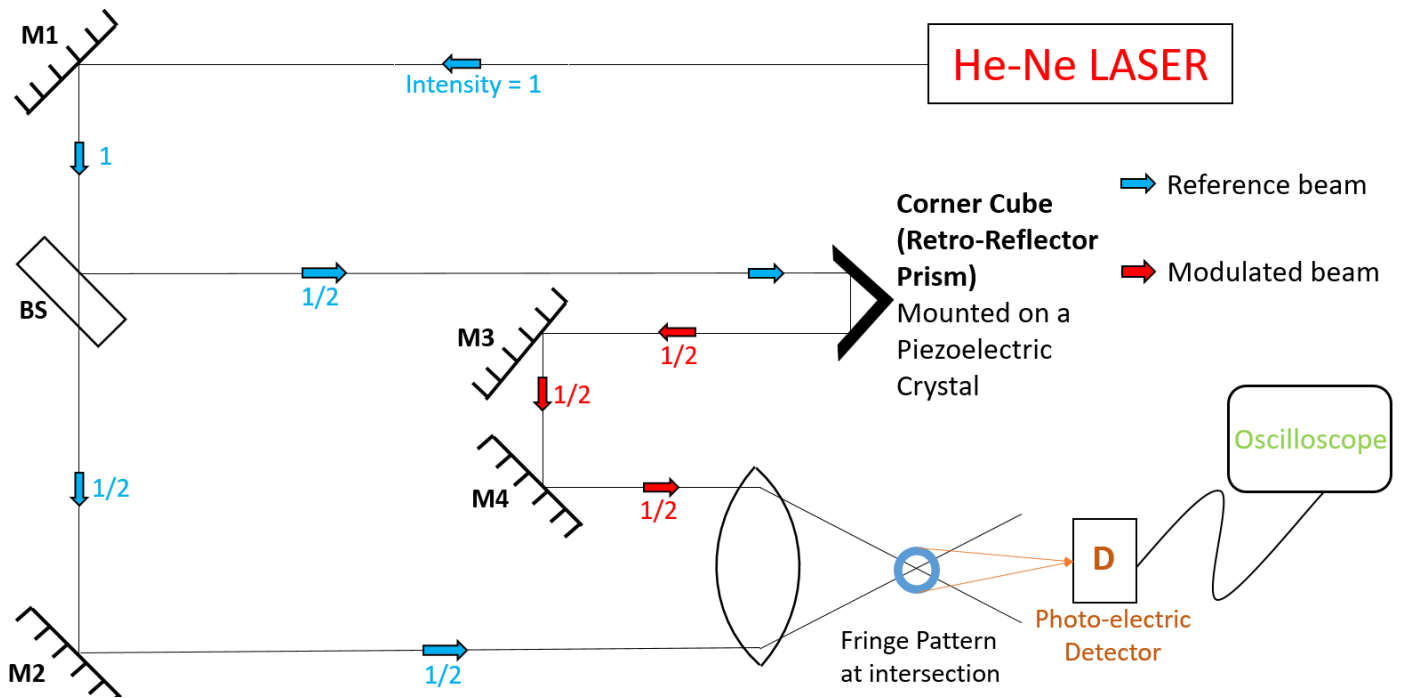 M1
He-Ne LASER
Intensity = 1
1
Reference beam
Corner Cube
(Retro-Reflector
Prism)
Mounted on a
Piezoelectric
Crystal
Modulated beam
BS
1/2
M3
1/2
1/2
Oscilloscope
1/2
M4
1/2
D
Photo-electric
Detector
Fringe Pattern
at intersection
M2
1/2